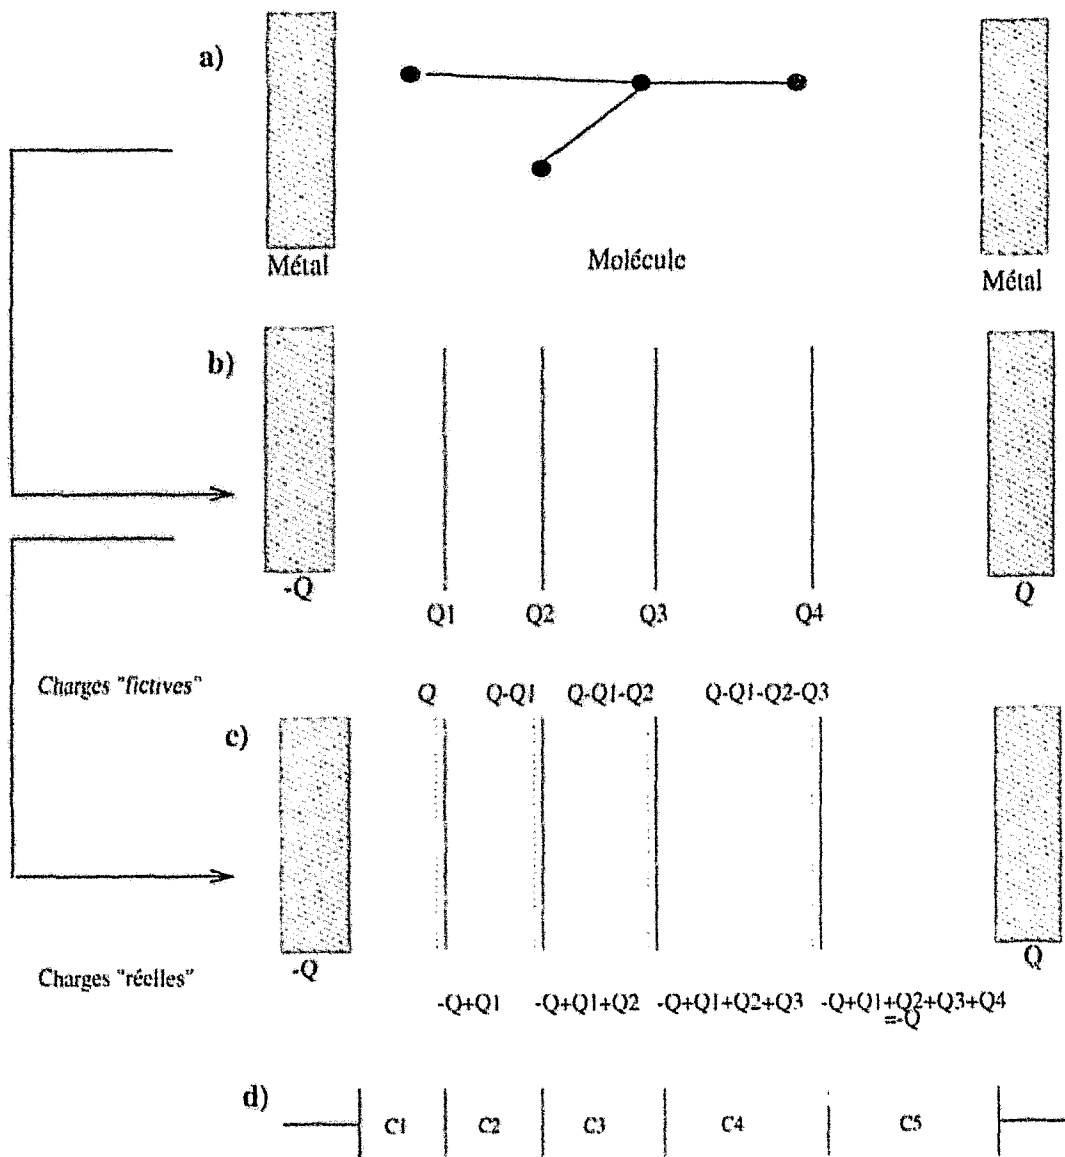 a)
Métal
Molécule
Métal
b)
-Q
Q
Q1 Q2 Q3 Q4
Charges "fictives"
Q Q-Q1 Q-Q1-Q2 Q-Q1-Q2-Q3
c)
-Q
Q
Charges "réelles"
-Q+Q1 -Q+Q1+Q2 -Q+Q1+Q2+Q3 -Q+Q1+Q2+Q3+Q4
=-Q
d)
C1 C2 C3 C4 C5